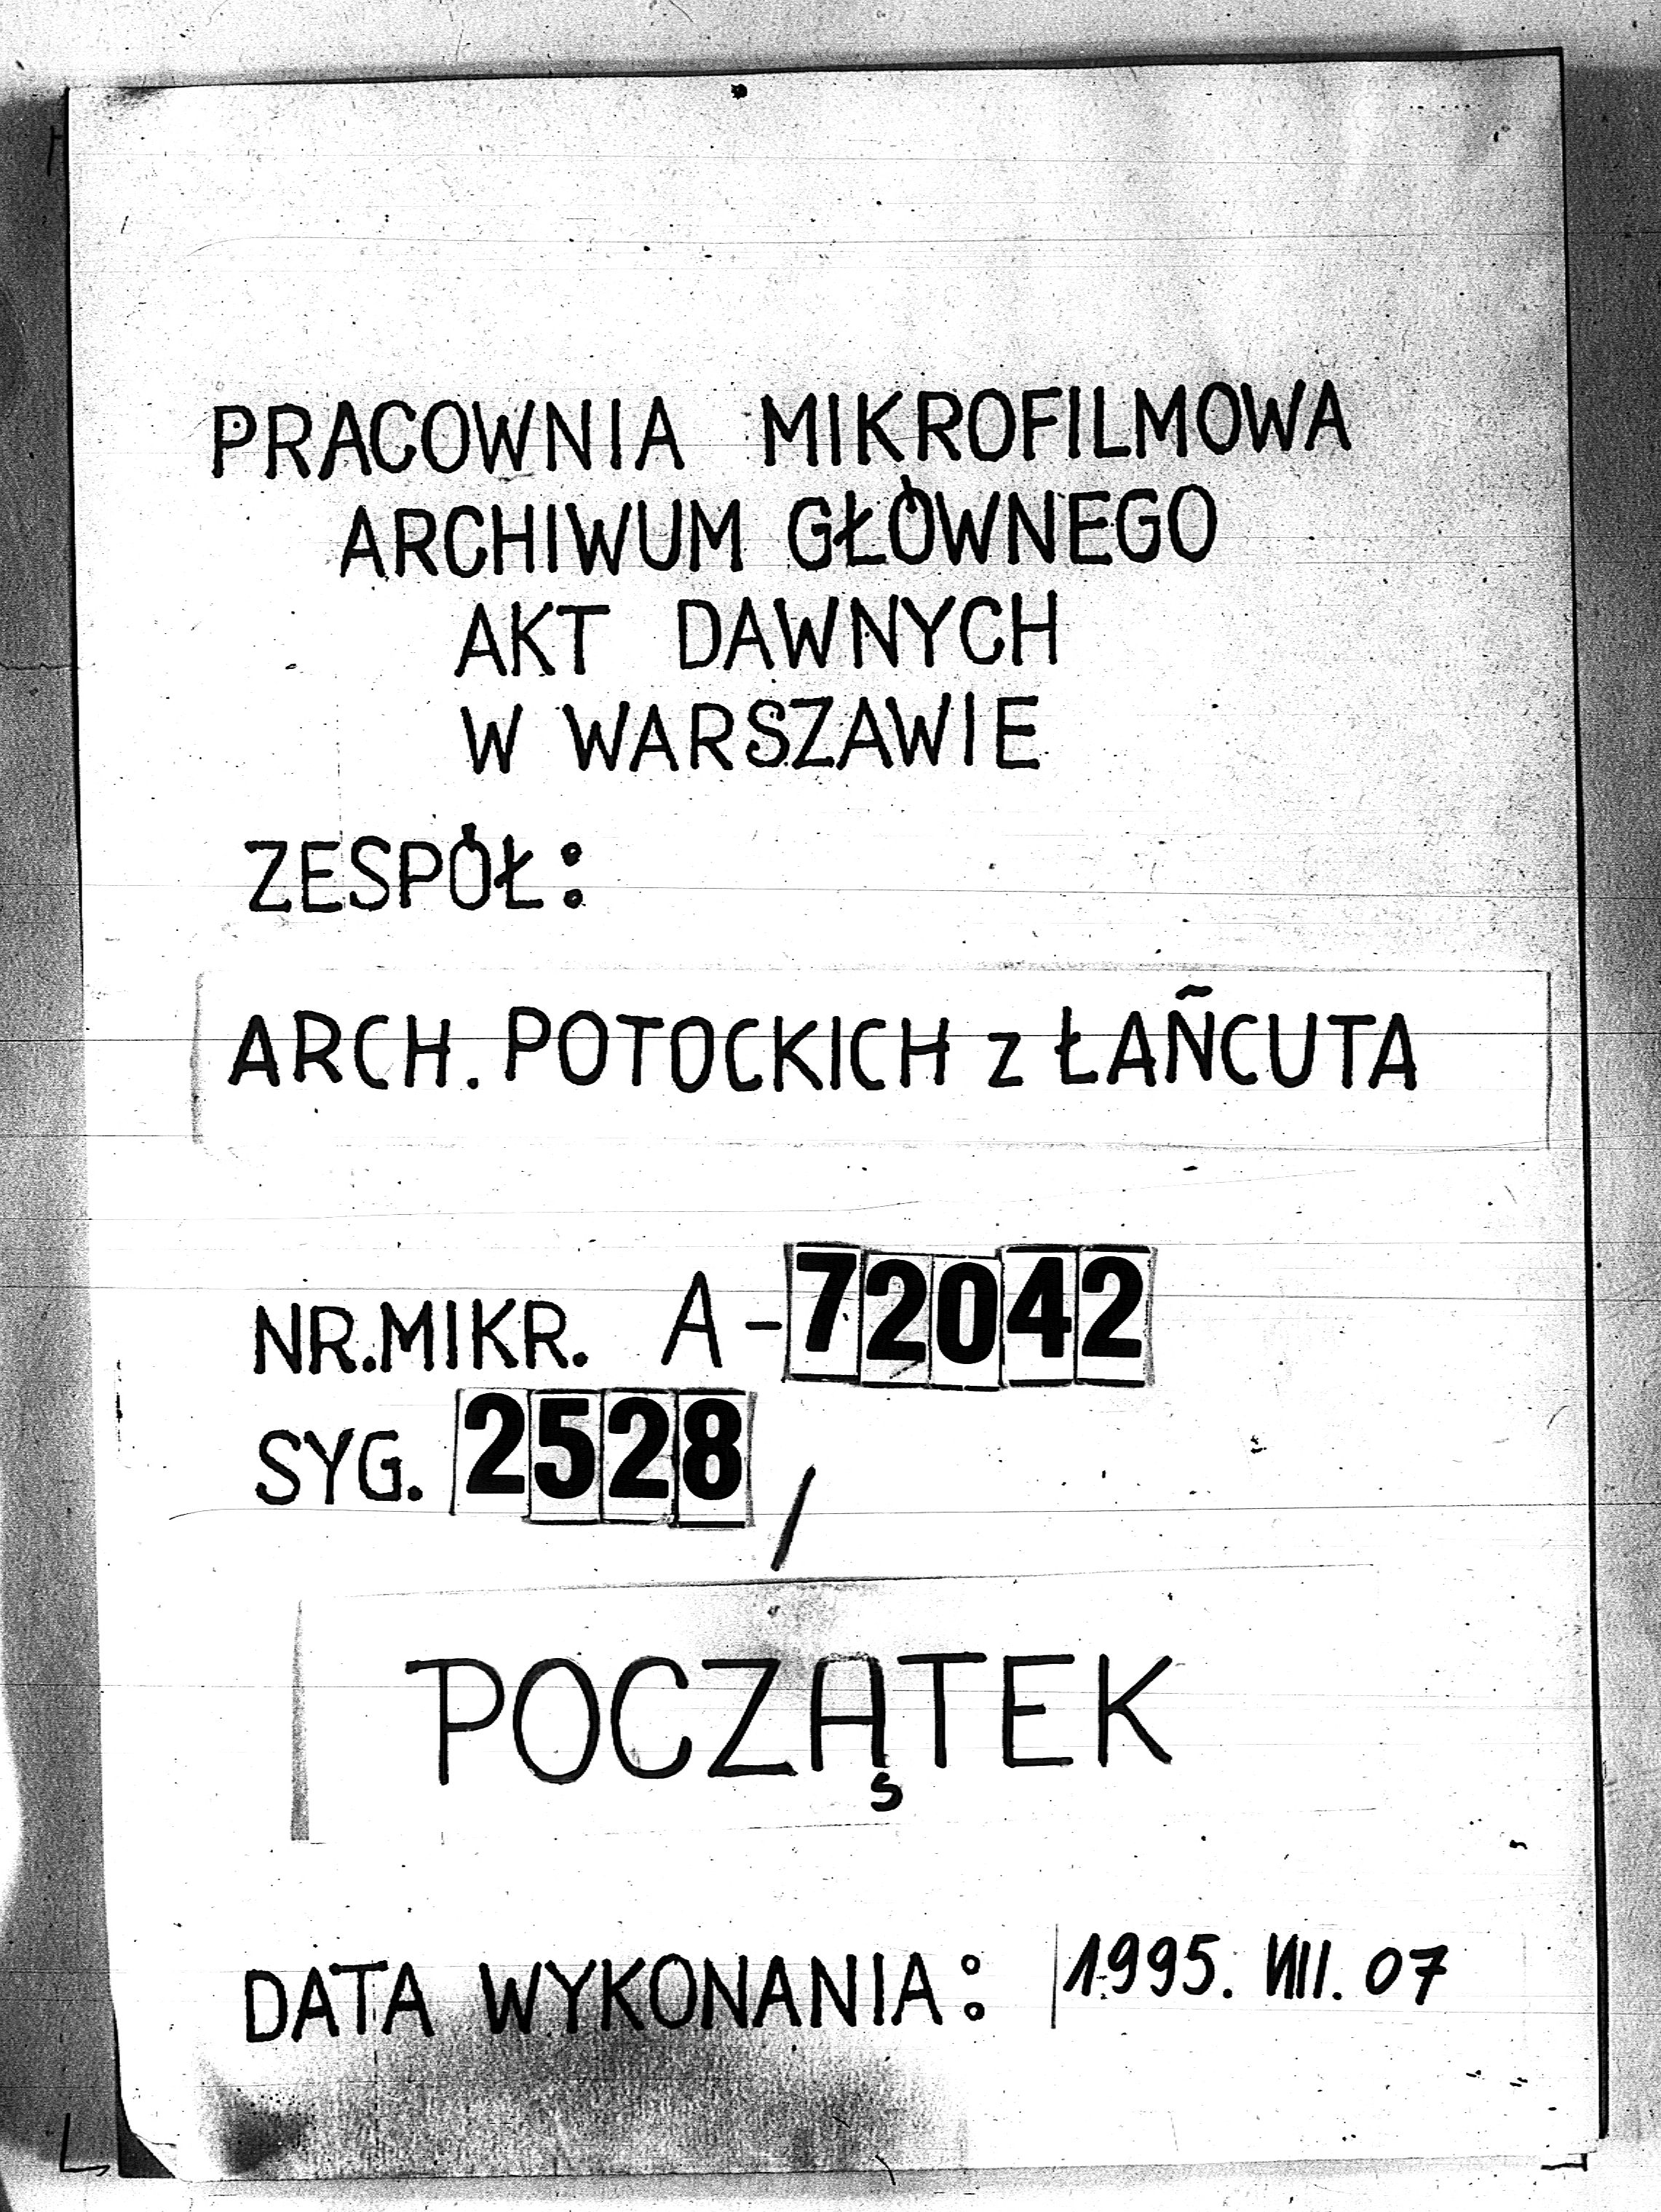 PRACOWNIA MIKROFILMOWA
ARCHIWUM GŁÓWNEGO
AKT DAWNYCH
W WARSZAWIE
ZESPÓŁ:
ARCH. POTOCKICH z ŁAŃCUTA
NR.MIKR. A-72042
SYG. 2528/
POCZĄTEK
DATA WYKONANIA: 1995. VIII. 07